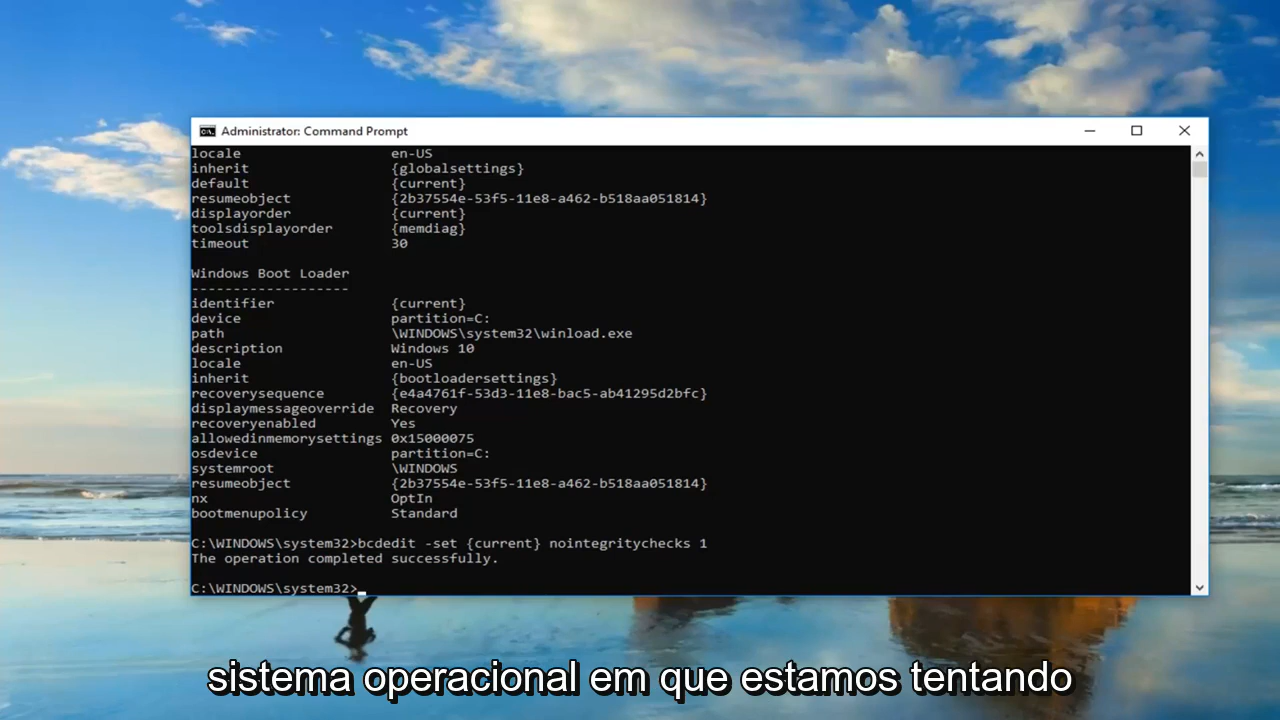 Administrator: Command Prompt
locale en-US
inherit {globalsettings}
default {current}
resumeobject {2b37554e-53f5-11e8-a462-b518aa051814}
displayorder {current}
toolsdisplayorder {memdiag}
timeout 30
Windows Boot Loader
-------------------
identifier {current}
device partition=C:
path \WINDOWS\system32\winload.exe
description Windows 10
locale en-US
inherit {bootloadersettings}
recoverysequence {e4a4761f-53d3-11e8-bac5-ab41295d2bfc}
displaymessageoverride Recovery
recoveryenabled Yes
allowedinmemorysettings 0x15000075
osdevice partition=C:
systemroot \WINDOWS
resumeobject {2b37554e-53f5-11e8-a462-b518aa051814}
nx OptIn
bootmenupolicy Standard
C:\WINDOWS\system32>bcdedit -set {current} nointegritychecks 1
The operation completed successfully.
C:\WINDOWS\system32>
sistema operacional em que estamos tentando